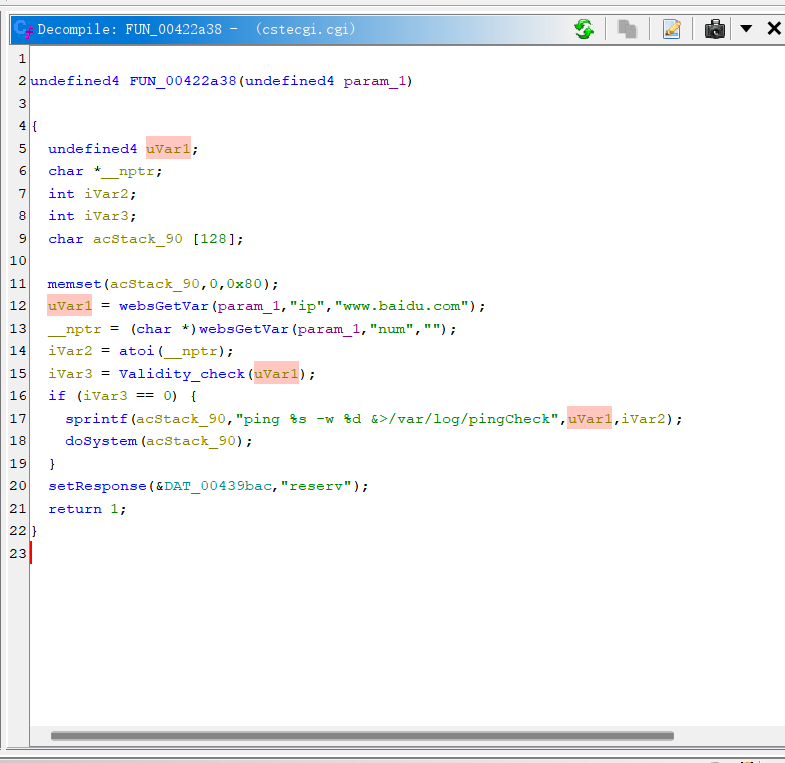 Decompile: FUN_00422a38 - (cstecgi.cgi)
1
2 undefined4 FUN_00422a38(undefined4 param_1)
3
4 {
5 undefined4 uVar1;
6 char *__nptr;
7 int iVar2;
8 int iVar3;
9 char acStack_90 [128];
10
11 memset(acStack_90,0,0x80);
12 uVar1 = websGetVar(param_1,"ip","www.baidu.com");
13 __nptr = (char *)websGetVar(param_1,"num","");
14 iVar2 = atoi(__nptr);
15 iVar3 = Validity_check(uVar1);
16 if (iVar3 == 0) {
17 sprintf(acStack_90,"ping %s -w %d &>/var/log/pingCheck",uVar1,iVar2);
18 doSystem(acStack_90);
19 }
20 setResponse(&DAT_00439bac,"reserv");
21 return 1;
22 }
23